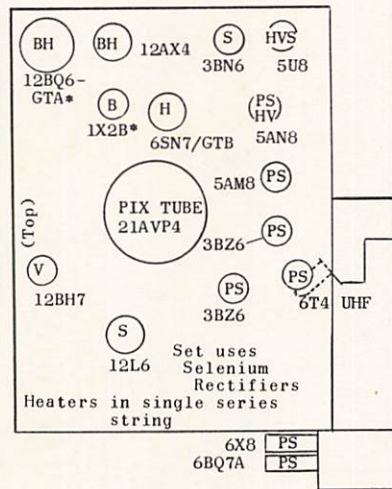 BH
BH
12AX4
S
HVS
3BN6
5U8
12BQ6-
GTA*
B
H
PS
HV
1X2B*
6SN7/GTB
5AN8
5AM8
PS
PIX TUBE
21AVP4
(Top)
3BZ6
PS
V
PS
PS
12BH7
3BZ6
6T4
UHF
S
12L6
Set uses
Selenium
Rectifiers
Heaters in single series
string
6X8
PS
6BQ7A
PS